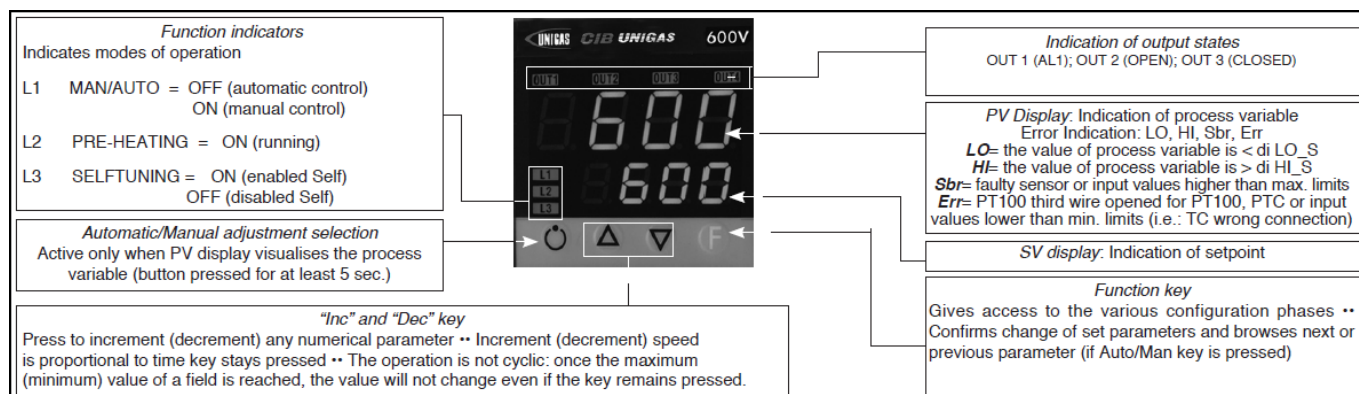 Function indicators
Indicates modes of operation
L1 MAN/AUTO = OFF (automatic control)
ON (manual control)
L2 PRE-HEATING = ON (running)
L3 SELFTUNING = ON (enabled Self)
OFF (disabled Self)
Automatic/Manual adjustment selection
Active only when PV display visualises the process
variable (button pressed for at least 5 sec.)
UNIGAS CIB UNIGAS 600V
OUT1 OUT2 OUT3 OUT4
600
600
L1
L2
L3
F
Indication of output states
OUT 1 (AL1); OUT 2 (OPEN); OUT 3 (CLOSED)
PV Display: Indication of process variable
Error Indication: LO, HI, Sbr, Err
LO= the value of process variable is < di LO_S
HI= the value of process variable is > di HI_S
Sbr= faulty sensor or input values higher than max. limits
Err= PT100 third wire opened for PT100, PTC or input
values lower than min. limits (i.e.: TC wrong connection)
SV display: Indication of setpoint
Function key
Gives access to the various configuration phases ••
Confirms change of set parameters and browses next or
previous parameter (if Auto/Man key is pressed)
“Inc” and “Dec” key
Press to increment (decrement) any numerical parameter •• Increment (decrement) speed
is proportional to time key stays pressed •• The operation is not cyclic: once the maximum
(minimum) value of a field is reached, the value will not change even if the key remains pressed.